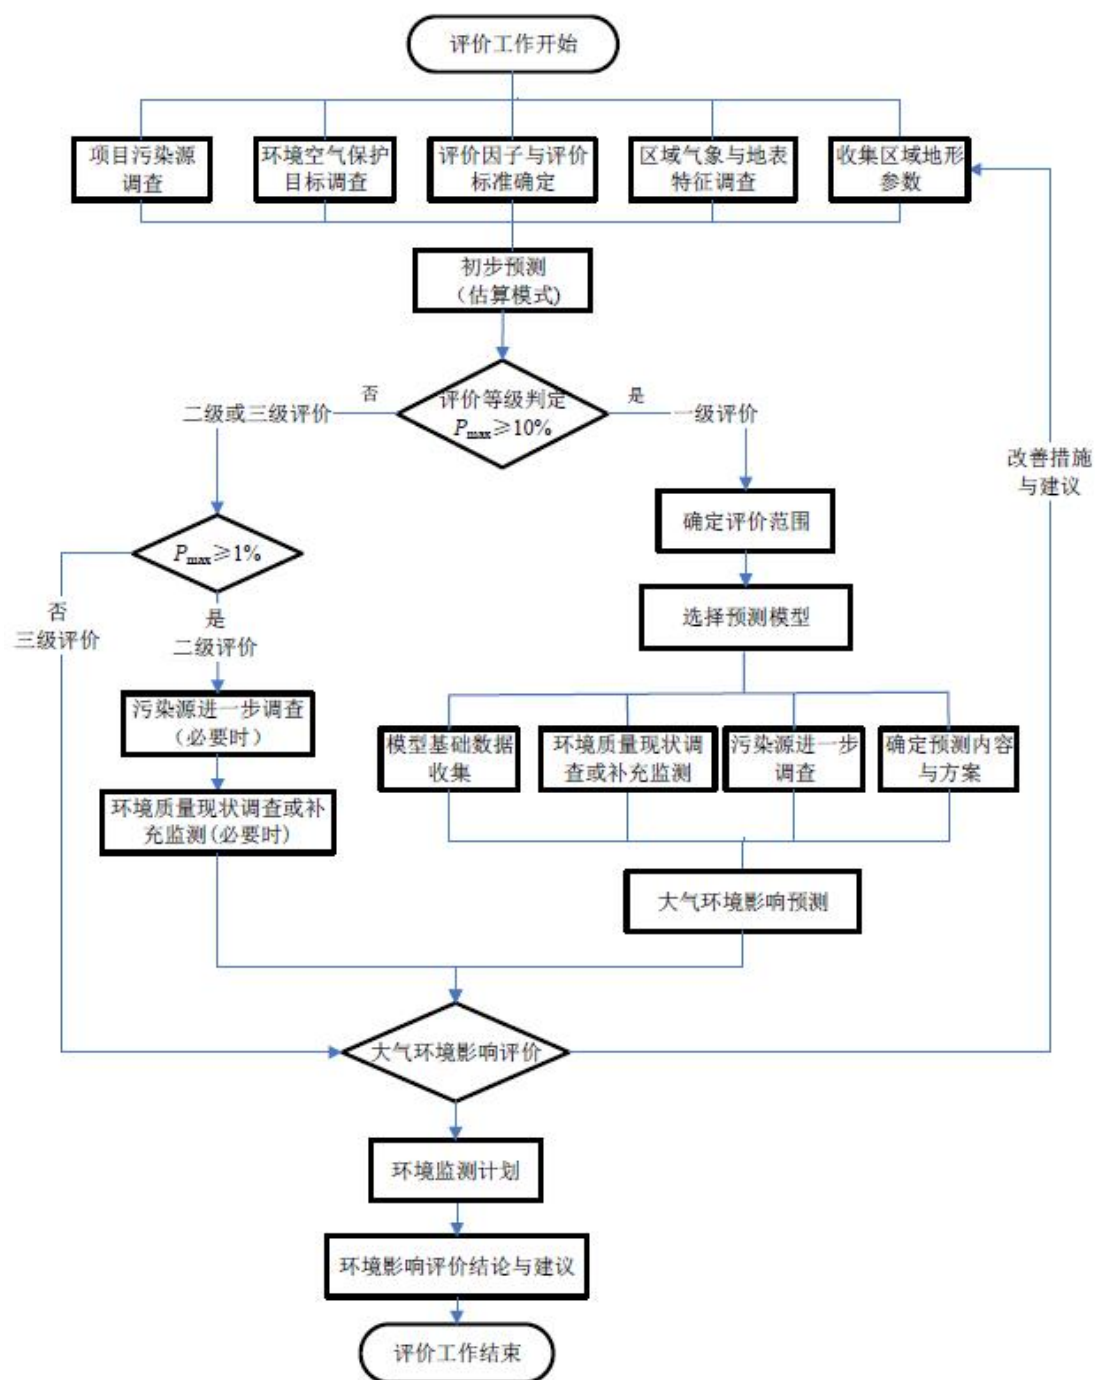 评价工作开始
项目污染源
调查
环境空气保护
目标调查
评价因子与评价
标准确定
区域气象与地表
特征调查
收集区域地形
参数
初步预测
（估算模式)
评价等级判定
Pmax≥10%
否
二级或三级评价
是
一级评价
改善措施
与建议
确定评价范围
Pmax≥1%
选择预测模型
否
三级评价
是
二级评价
污染源进一步调查
（必要时）
模型基础数据
收集
环境质量现状调
查或补充监测
污染源进一步
调查
确定预测内容
与方案
环境质量现状调查或补
充监测(必要时)
大气环境影响预测
大气环境影响评价
环境监测计划
环境影响评价结论与建议
评价工作结束